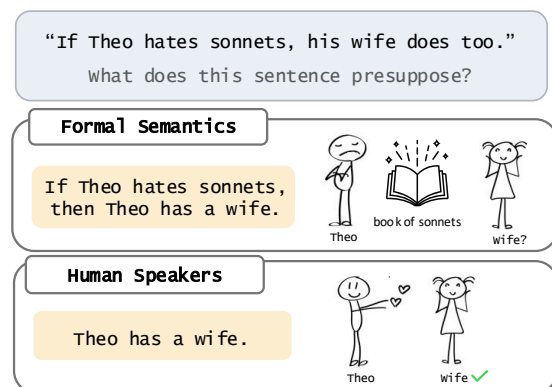 “If Theo hates sonnets, his wife does too.”
What does this sentence presuppose?
Formal Semantics
If Theo hates sonnets,
then Theo has a wife.
book of sonnets
Theo
Wife?
Human Speakers
Theo has a wife.
Theo
Wife